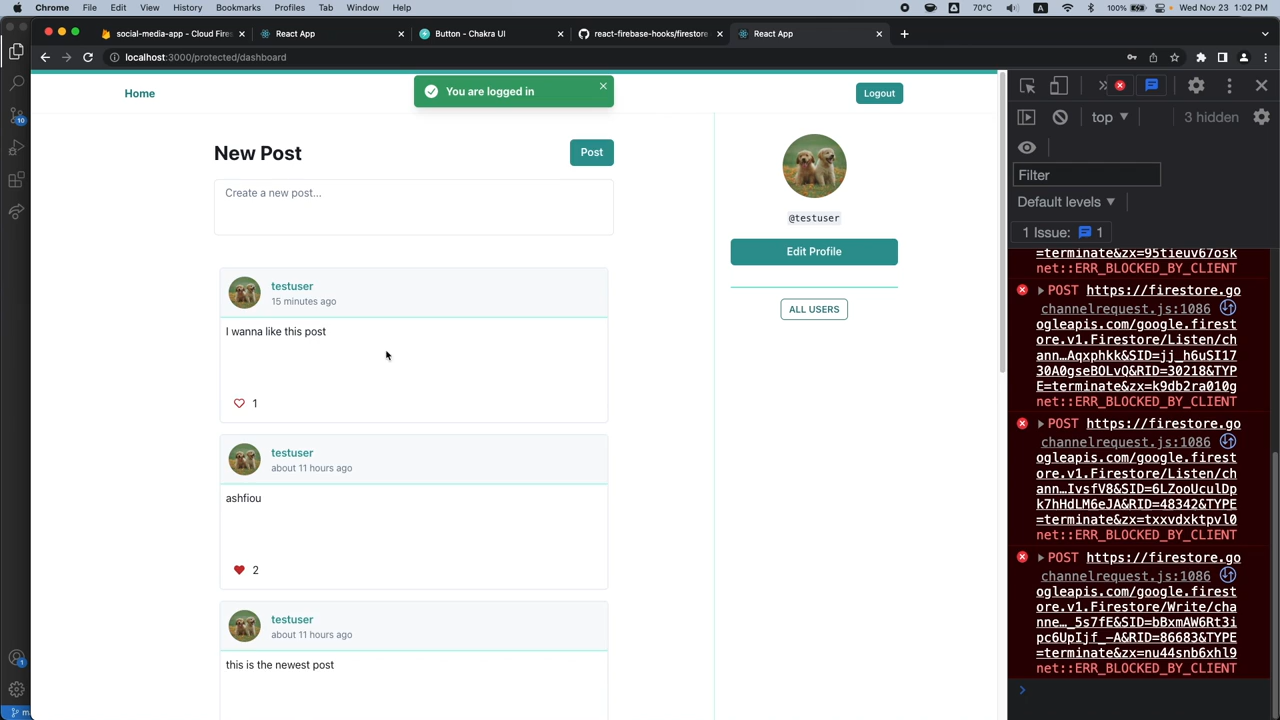 Chrome File Edit View History Bookmarks Profiles Tab Window Help 70°C A 100% Wed Nov 23 1:02 PM
social-media-app - Cloud Fires React App Button - Chakra UI react-firebase-hooks/firestore React App
localhost:3000/protected/dashboard
Home
You are logged in
Logout
New Post
Post
Create a new post...
testuser
15 minutes ago
I wanna like this post
1
testuser
about 11 hours ago
ashfiou
2
testuser
about 11 hours ago
this is the newest post
@testuser
Edit Profile
ALL USERS
top 3 hidden
Filter
Default levels
1 Issue: 1
=terminate&zx=95tieuv67osk
net::ERR_BLOCKED_BY_CLIENT
POST https://firestore.go
channelrequest.js:1086
ogleapis.com/google.firest
ore.v1.Firestore/Listen/ch
ann…Aqxphkk&SID=jj_h6uSI17
30A0gseBOLvQ&RID=30218&TYP
E=terminate&zx=k9db2ra010g
net::ERR_BLOCKED_BY_CLIENT
POST https://firestore.go
channelrequest.js:1086
ogleapis.com/google.firest
ore.v1.Firestore/Listen/ch
ann…IvsfV8&SID=6LZooUculDp
k7hHdLM6eJA&RID=48342&TYPE
=terminate&zx=txxvdxktpvl0
net::ERR_BLOCKED_BY_CLIENT
POST https://firestore.go
channelrequest.js:1086
ogleapis.com/google.firest
ore.v1.Firestore/Write/cha
nne…_5s7fE&SID=bBxmAW6Rt3i
pc6UpIjf_-A&RID=86683&TYPE
=terminate&zx=nu44snb6xhl9
net::ERR_BLOCKED_BY_CLIENT
10
1